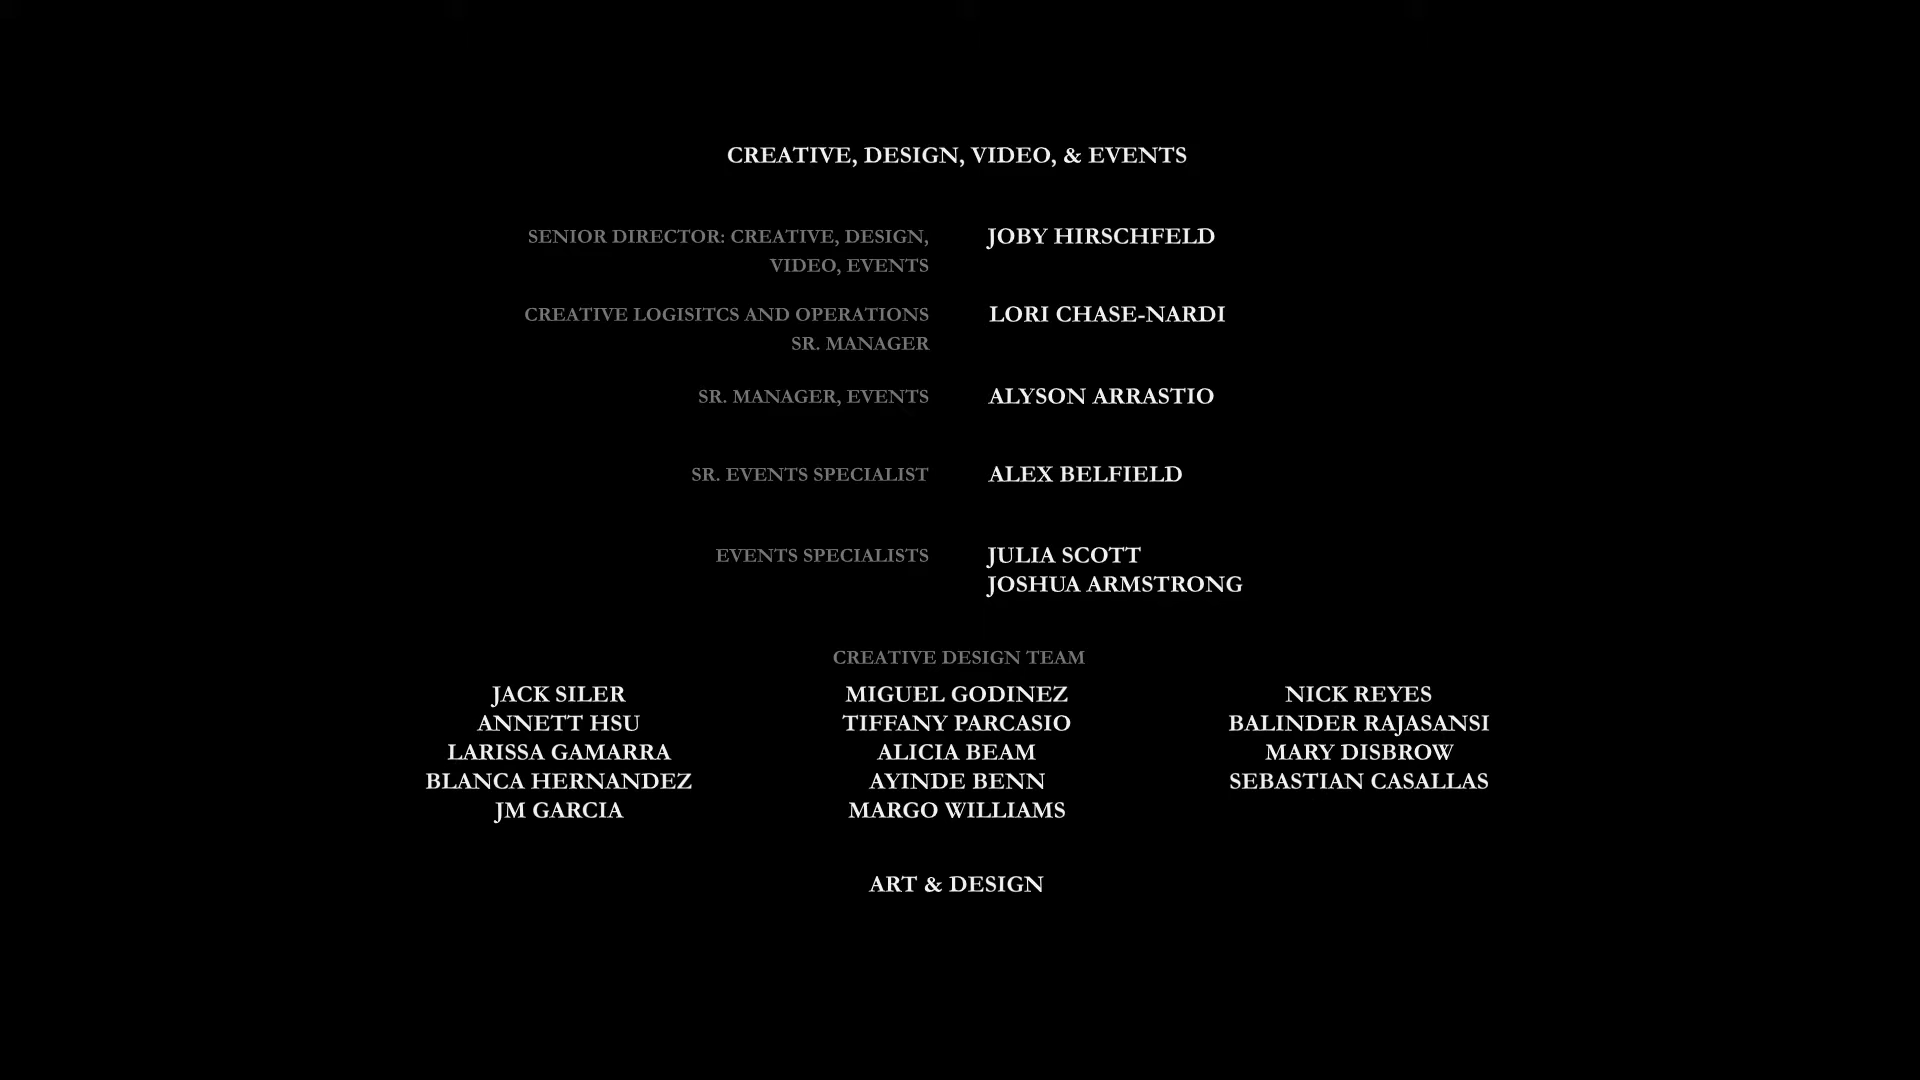 CREATIVE, DESIGN, VIDEO, & EVENTS
SENIOR DIRECTOR: CREATIVE, DESIGN, JOBY HIRSCHFELD
VIDEO, EVENTS
CREATIVE LOGISITCS AND OPERATIONS LORI CHASE-NARDI
SR. MANAGER
SR. MANAGER, EVENTS ALYSON ARRASTIO
SR. EVENTS SPECIALIST ALEX BELFIELD
EVENTS SPECIALISTS JULIA SCOTT
JOSHUA ARMSTRONG
CREATIVE DESIGN TEAM
JACK SILER MIGUEL GODINEZ NICK REYES
ANNETT HSU TIFFANY PARCASIO BALINDER RAJASANSI
LARISSA GAMARRA ALICIA BEAM MARY DISBROW
BLANCA HERNANDEZ AYINDE BENN SEBASTIAN CASALLAS
JM GARCIA MARGO WILLIAMS
ART & DESIGN